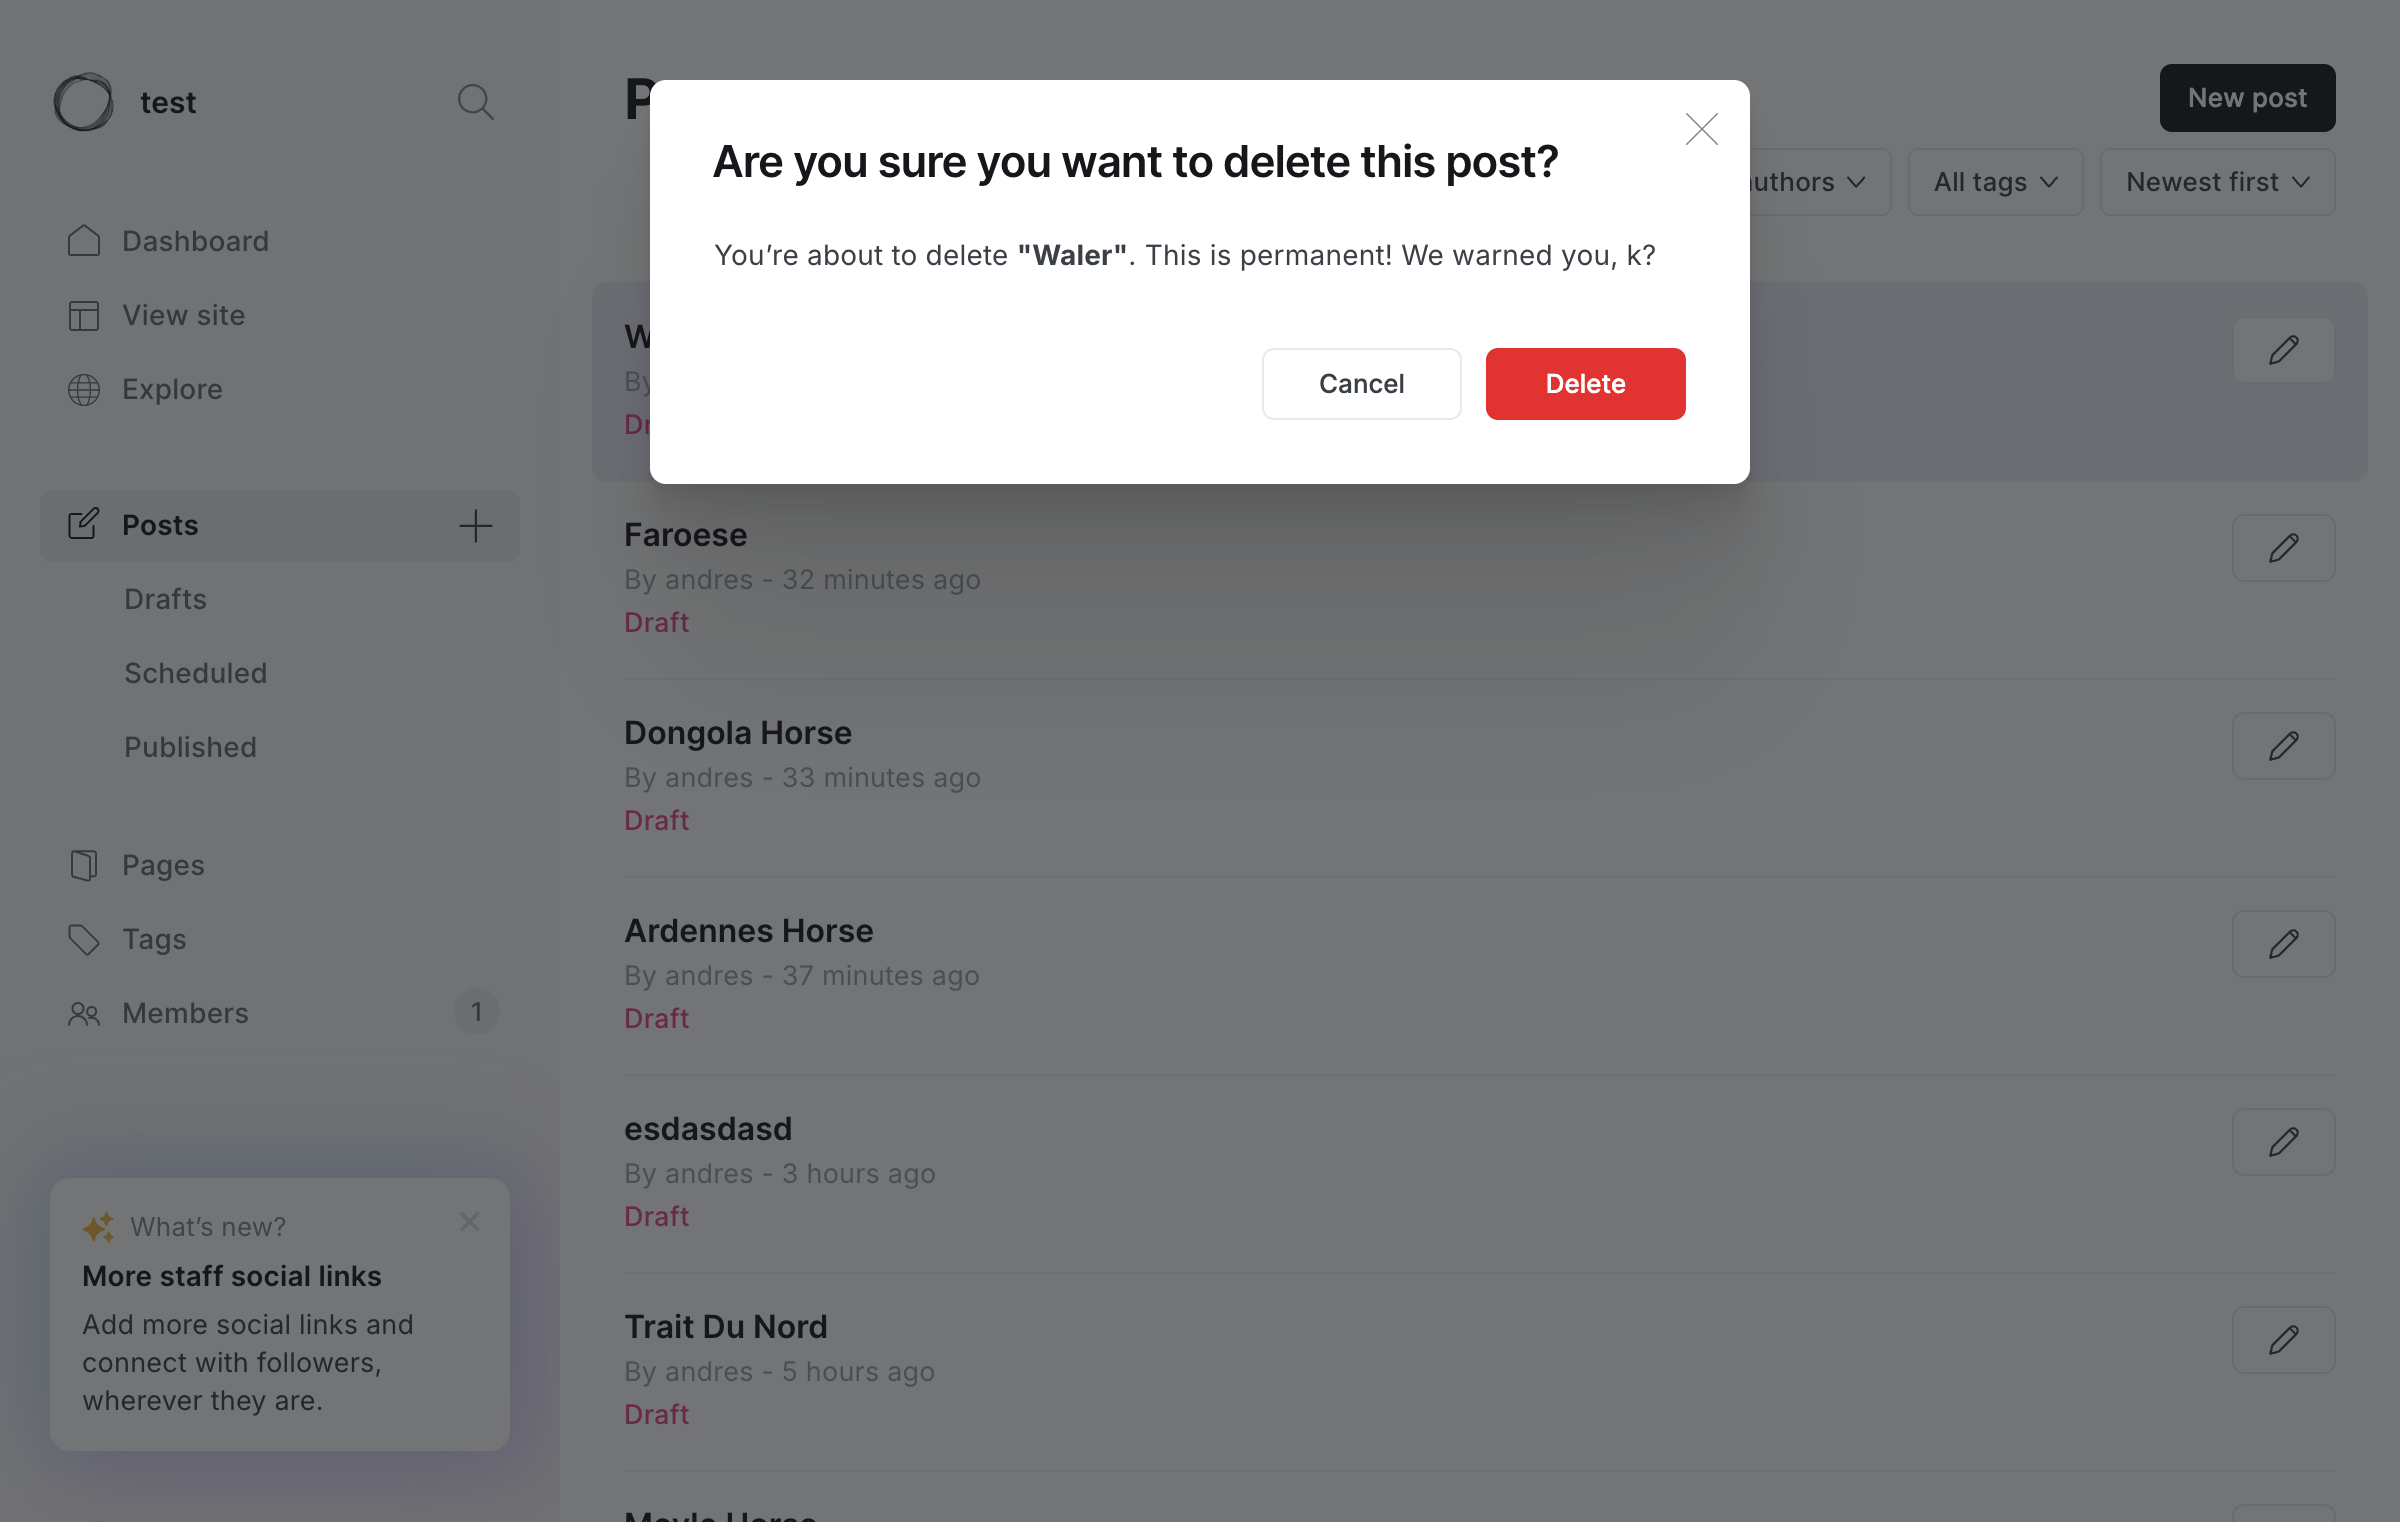 test
New post
All tags
Newest first
Are you sure you want to delete this post?
You’re about to delete "Waler". This is permanent! We warned you, k?
Cancel
Delete
Dashboard
View site
Explore
Posts
Drafts
Scheduled
Published
Pages
Tags
Members
1
What’s new?
More staff social links
Add more social links and
connect with followers,
wherever they are.
Faroese
By andres - 32 minutes ago
Draft
Dongola Horse
By andres - 33 minutes ago
Draft
Ardennes Horse
By andres - 37 minutes ago
Draft
esdasdasd
By andres - 3 hours ago
Draft
Trait Du Nord
By andres - 5 hours ago
Draft